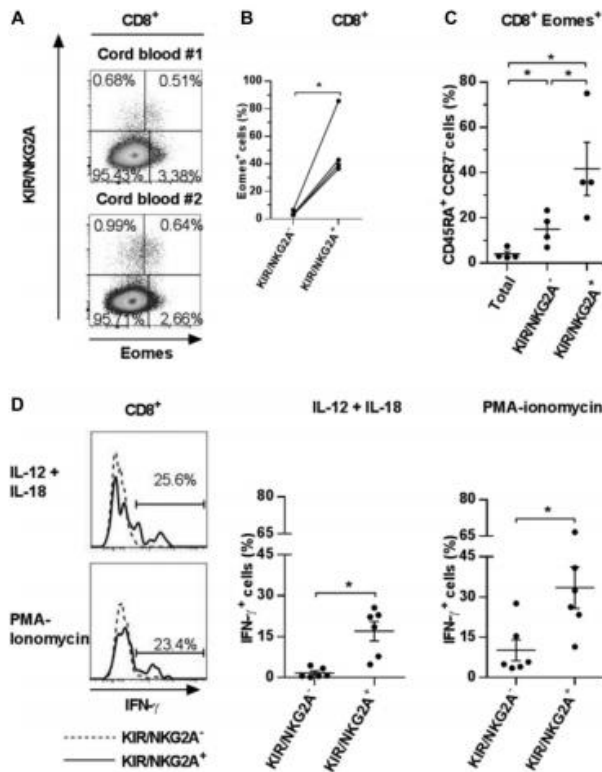 A
CD8+
Cord blood #1
0.68% 0.51%
95.43% 3.38%
Cord blood #2
0.99% 0.64%
95.71% 2.66%
KIR/NKG2A
Eomes
B
CD8+
*
Eomes+ (%)
100
80
60
40
20
0
KIR/NKG2A-
KIR/NKG2A+
C
CD8+ Eomes+
*
* *
CD45RA+ CCR7- cells (%)
80
60
40
20
0
Total
KIR/NKG2A-
KIR/NKG2A+
D
CD8+
IL-12 +
IL-18
25.6%
PMA-
Ionomycin
23.4%
IFN-γ
KIR/NKG2A-
KIR/NKG2A+
IL-12 + IL-18
*
IFN-γ+ cells (%)
80
65
45
30
15
0
KIR/NKG2A-
KIR/NKG2A+
PMA-ionomycin
*
IFN-γ+ cells (%)
80
65
45
30
15
0
KIR/NKG2A-
KIR/NKG2A+